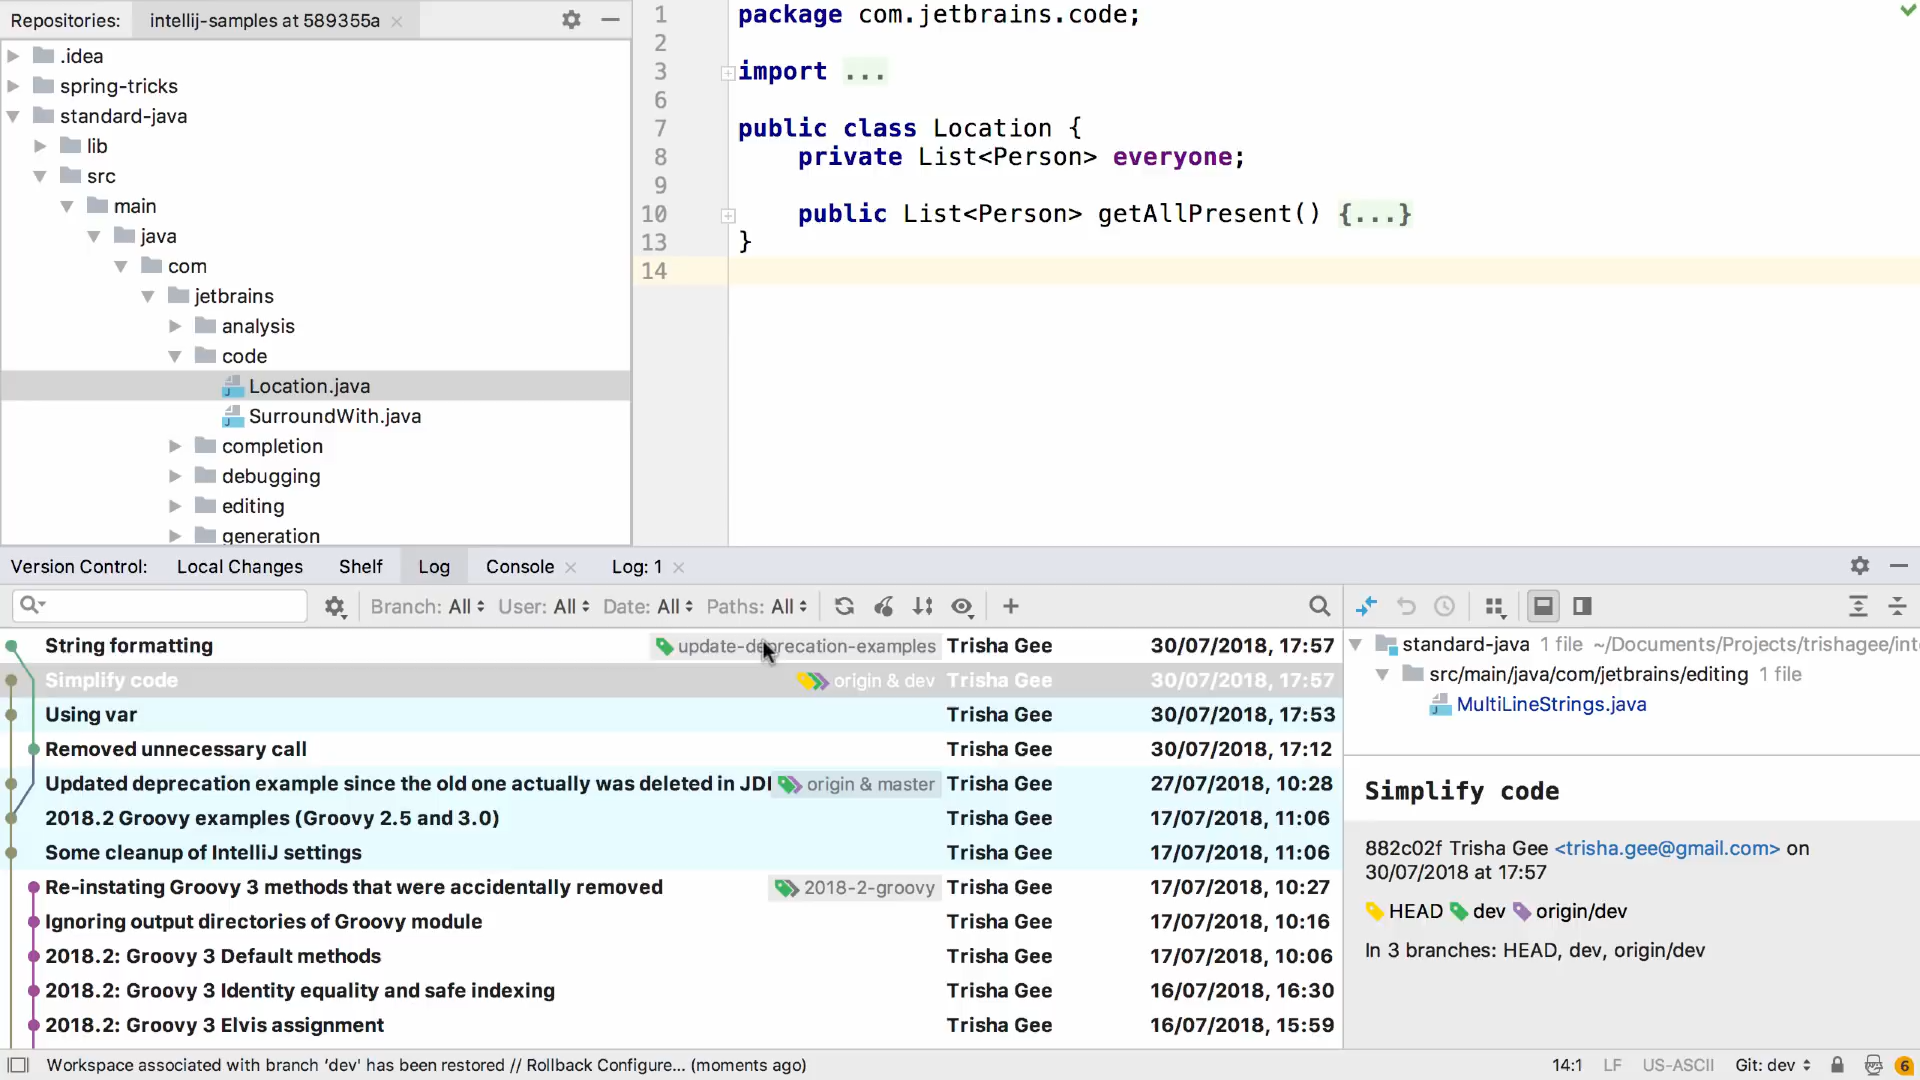 Repositories: intellij-samples at 589355a
.idea
spring-tricks
standard-java
lib
src
main
java
com
jetbrains
analysis
code
Location.java
SurroundWith.java
completion
debugging
editing
generation
1 package com.jetbrains.code;
2
3 import ...
6
7 public class Location {
8 private List<Person> everyone;
9
10 public List<Person> getAllPresent() {...}
13 }
14
Version Control: Local Changes Shelf Log Console Log: 1
Branch: All User: All Date: All Paths: All
String formatting update-deprecation-examples Trisha Gee 30/07/2018, 17:57
Simplify code origin & dev Trisha Gee 30/07/2018, 17:57
Using var Trisha Gee 30/07/2018, 17:53
Removed unnecessary call Trisha Gee 30/07/2018, 17:12
Updated deprecation example since the old one actually was deleted in JD origin & master Trisha Gee 27/07/2018, 10:28
2018.2 Groovy examples (Groovy 2.5 and 3.0) Trisha Gee 17/07/2018, 11:06
Some cleanup of IntelliJ settings Trisha Gee 17/07/2018, 11:06
Re-instating Groovy 3 methods that were accidentally removed 2018-2-groovy Trisha Gee 17/07/2018, 10:27
Ignoring output directories of Groovy module Trisha Gee 17/07/2018, 10:16
2018.2: Groovy 3 Default methods Trisha Gee 17/07/2018, 10:06
2018.2: Groovy 3 Identity equality and safe indexing Trisha Gee 16/07/2018, 16:30
2018.2: Groovy 3 Elvis assignment Trisha Gee 16/07/2018, 15:59
standard-java 1 file ~/Documents/Projects/trishagee/int
src/main/java/com/jetbrains/editing 1 file
MultiLineStrings.java
Simplify code
882c02f Trisha Gee <trisha.gee@gmail.com> on
30/07/2018 at 17:57
HEAD dev origin/dev
In 3 branches: HEAD, dev, origin/dev
Workspace associated with branch 'dev' has been restored // Rollback Configure... (moments ago) 14:1 LF US-ASCII Git: dev 6